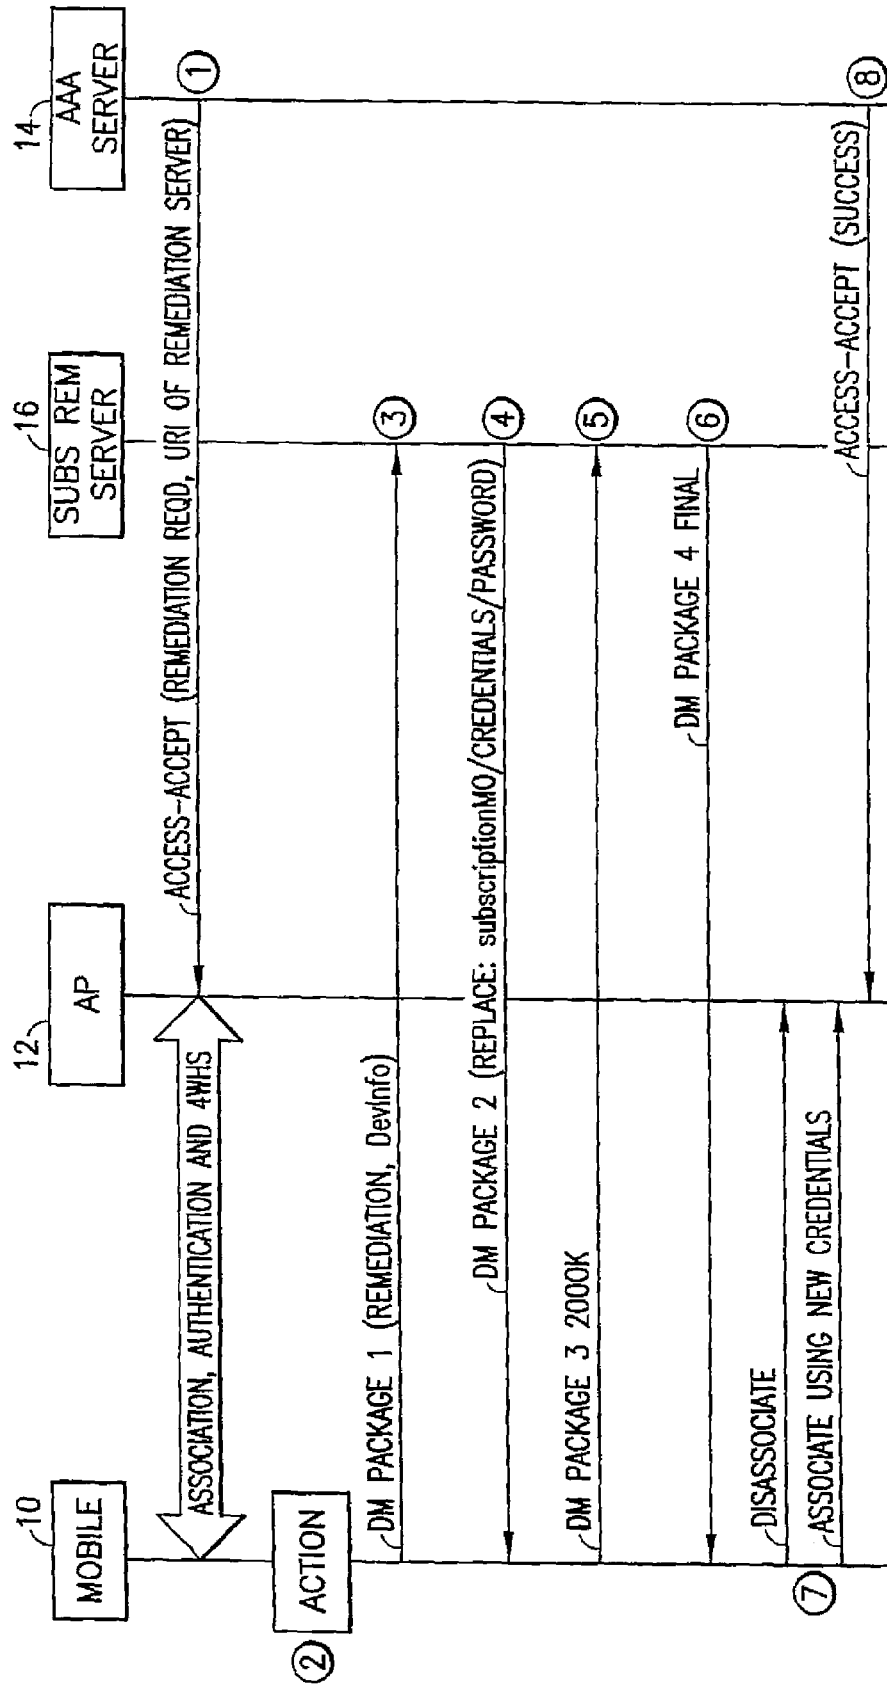 10
MOBILE
12
AP
16
SUBS REM
SERVER
14
AAA
SERVER
ASSOCIATION, AUTHENTICATION AND 4WHS
ACCESS-ACCEPT (REMEDIATION REQD, URI OF REMEDIATION SERVER)
1
2
ACTION
DM PACKAGE 1 (REMEDIATION, DevInfo)
3
DM PACKAGE 2 (REPLACE: subscriptionMO/CREDENTIALS/PASSWORD)
4
DM PACKAGE 3 2000K
5
DM PACKAGE 4 FINAL
6
DISASSOCIATE
7
ASSOCIATE USING NEW CREDENTIALS
ACCESS-ACCEPT (SUCCESS)
8